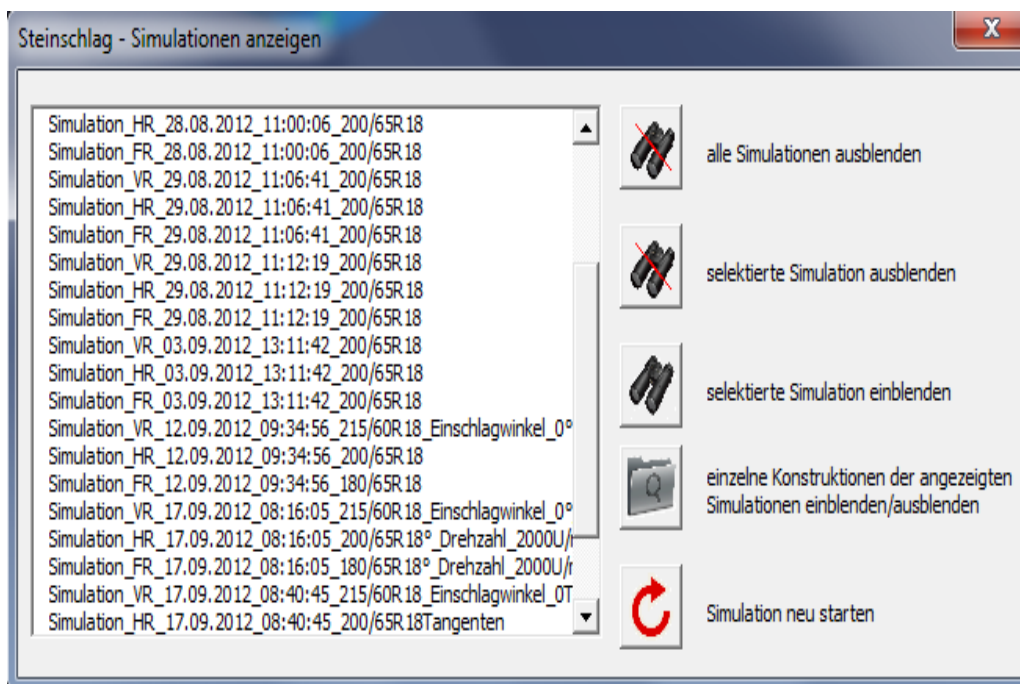 Steinschlag - Simulationen anzeigen
X
Simulation_HR_28.08.2012_11:00:06_200/65R18
Simulation_FR_28.08.2012_11:00:06_200/65R18
Simulation_VR_29.08.2012_11:06:41_200/65R18
Simulation_HR_29.08.2012_11:06:41_200/65R18
Simulation_FR_29.08.2012_11:06:41_200/65R18
Simulation_VR_29.08.2012_11:12:19_200/65R18
Simulation_HR_29.08.2012_11:12:19_200/65R18
Simulation_FR_29.08.2012_11:12:19_200/65R18
Simulation_VR_03.09.2012_13:11:42_200/65R18
Simulation_HR_03.09.2012_13:11:42_200/65R18
Simulation_FR_03.09.2012_13:11:42_200/65R18
Simulation_VR_12.09.2012_09:34:56_215/60R18_Einschlagwinkel_0°
Simulation_HR_12.09.2012_09:34:56_200/65R18
Simulation_FR_12.09.2012_09:34:56_180/65R18
Simulation_VR_17.09.2012_08:16:05_215/60R18_Einschlagwinkel_0°
Simulation_HR_17.09.2012_08:16:05_200/65R18°_Drehzahl_2000U/r
Simulation_FR_17.09.2012_08:16:05_180/65R18°_Drehzahl_2000U/r
Simulation_VR_17.09.2012_08:40:45_215/60R18_Einschlagwinkel_0T
Simulation_HR_17.09.2012_08:40:45_200/65R18Tangenten
alle Simulationen ausblenden
selektierte Simulation ausblenden
selektierte Simulation einblenden
einzelne Konstruktionen der angezeigten
Simulationen einblenden/ausblenden
Simulation neu starten